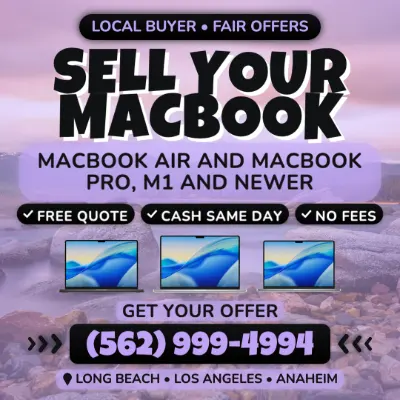 LOCAL BUYER • FAIR OFFERS
SELL YOUR
MACBOOK
MACBOOK AIR AND MACBOOK
PRO, M1 AND NEWER
✓ FREE QUOTE ✓ CASH SAME DAY ✓ NO FEES
GET YOUR OFFER
››› (562) 999-4994 ‹‹‹
LONG BEACH • LOS ANGELES • ANAHEIM